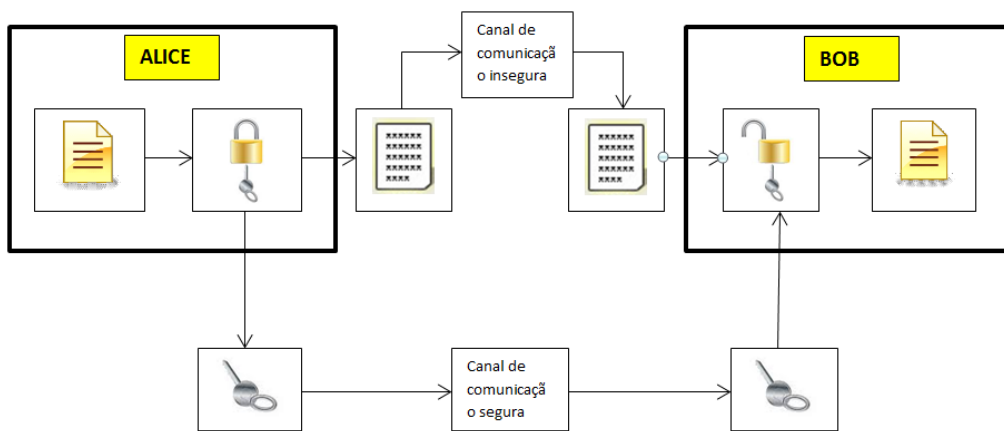 ALICE
Canal de
comunicaçã
o insegura
BOB
Canal de
comunicaçã
o segura